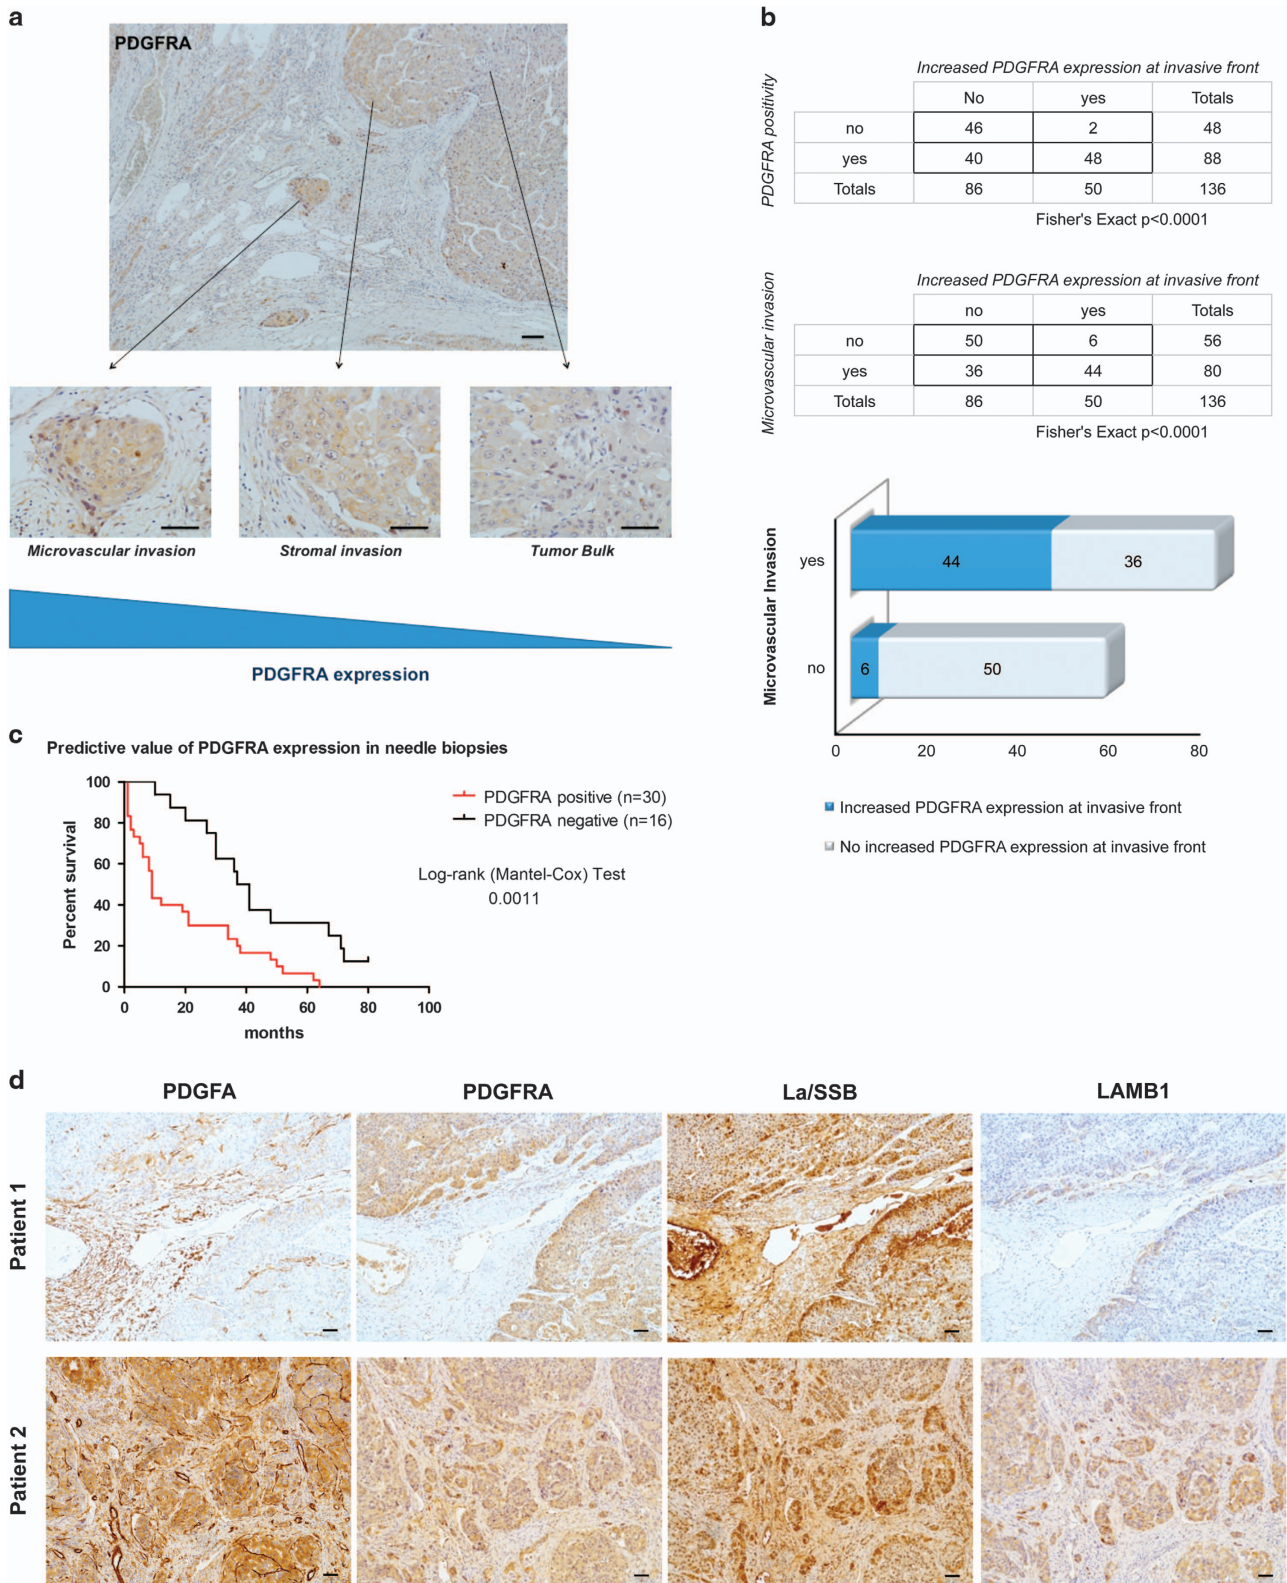 a
PDGFRA
Microvascular invasion
Stromal invasion
Tumor Bulk
PDGFRA expression
b
Increased PDGFRA expression at invasive front
PDGFRA positivity
No yes Totals
no 46 2 48
yes 40 48 88
Totals 86 50 136
Fisher's Exact p<0.0001
Increased PDGFRA expression at invasive front
Microvascular invasion
no yes Totals
no 50 6 56
yes 36 44 80
Totals 86 50 136
Fisher's Exact p<0.0001
Microvascular Invasion
yes 44 36
no 6 50
0 20 40 60 80
Increased PDGFRA expression at invasive front
No increased PDGFRA expression at invasive front
c
Predictive value of PDGFRA expression in needle biopsies
Percent survival
100
80
60
40
20
0
0 20 40 60 80 100
months
PDGFRA positive (n=30)
PDGFRA negative (n=16)
Log-rank (Mantel-Cox) Test
0.0011
d
PDGFA PDGFRA La/SSB LAMB1
Patient 1
Patient 2